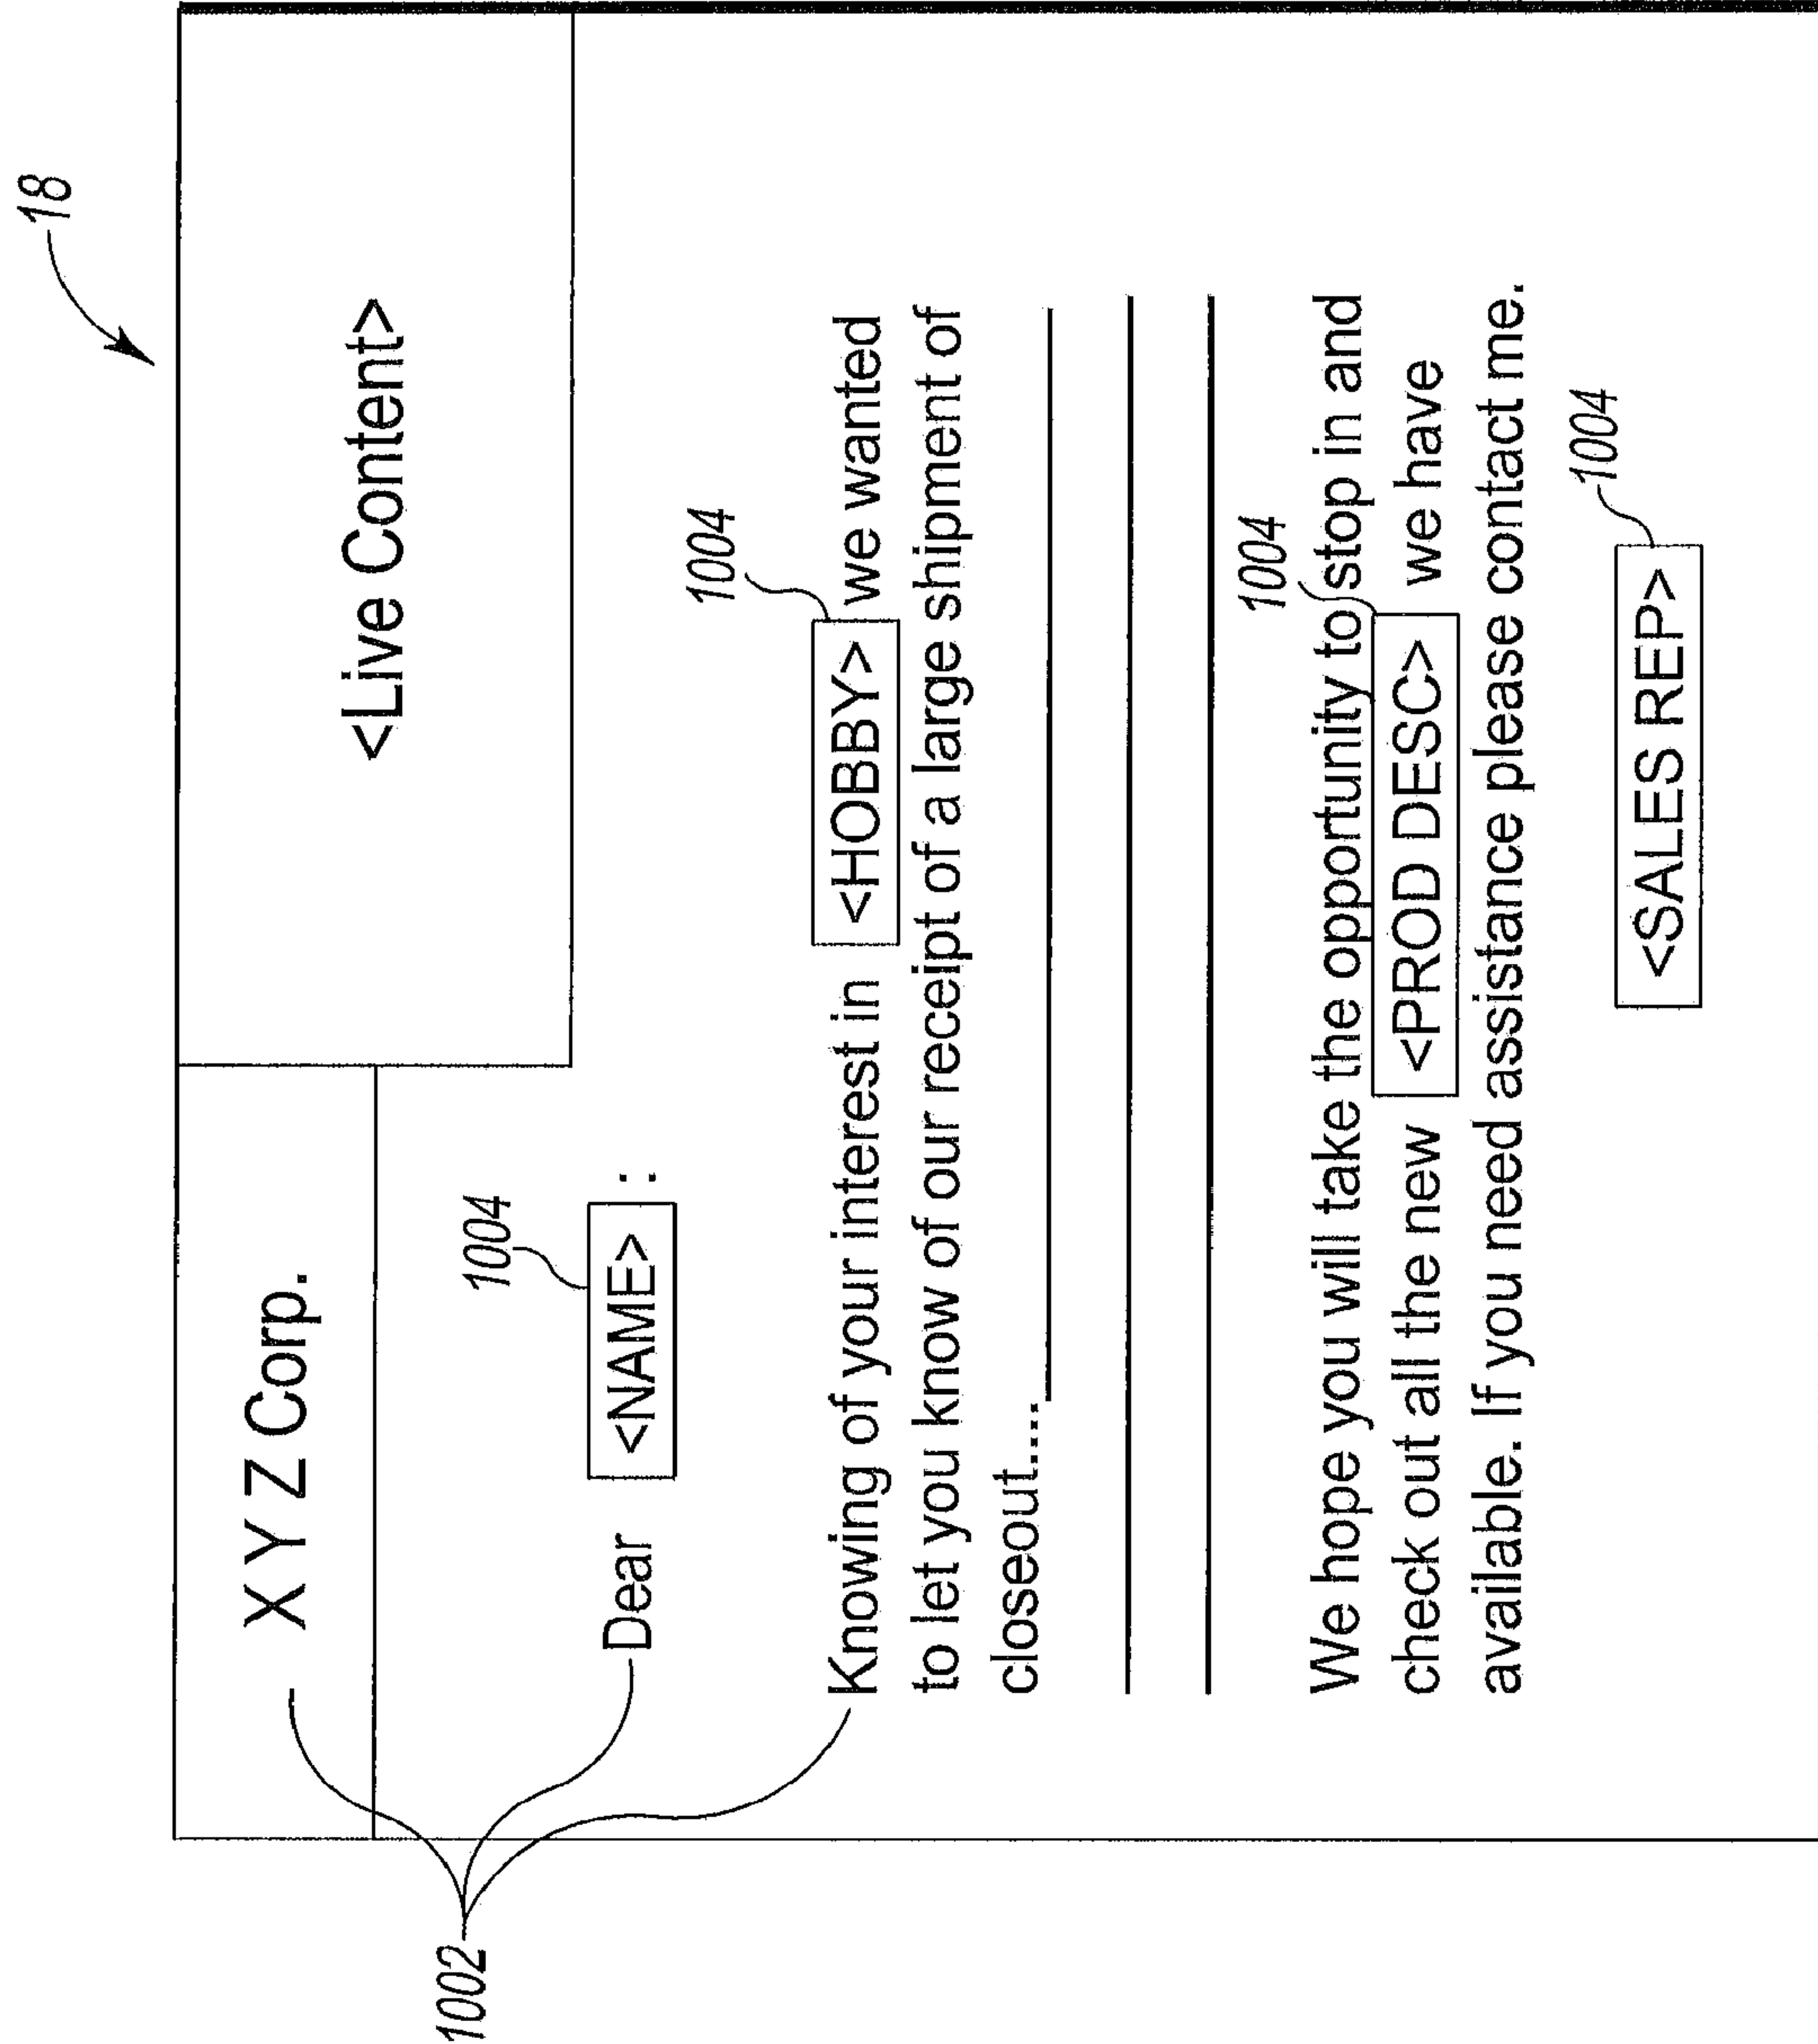 18
X Y Z Corp.
<Live Content>
1002
1004
Dear <NAME> :
1004
Knowing of your interest in <HOBBY> we wanted
to let you know of our receipt of a large shipment of
closeout....
1004
We hope you will take the opportunity to stop in and
check out all the new <PROD DESC> we have
available. If you need assistance please contact me.
1004
<SALES REP>